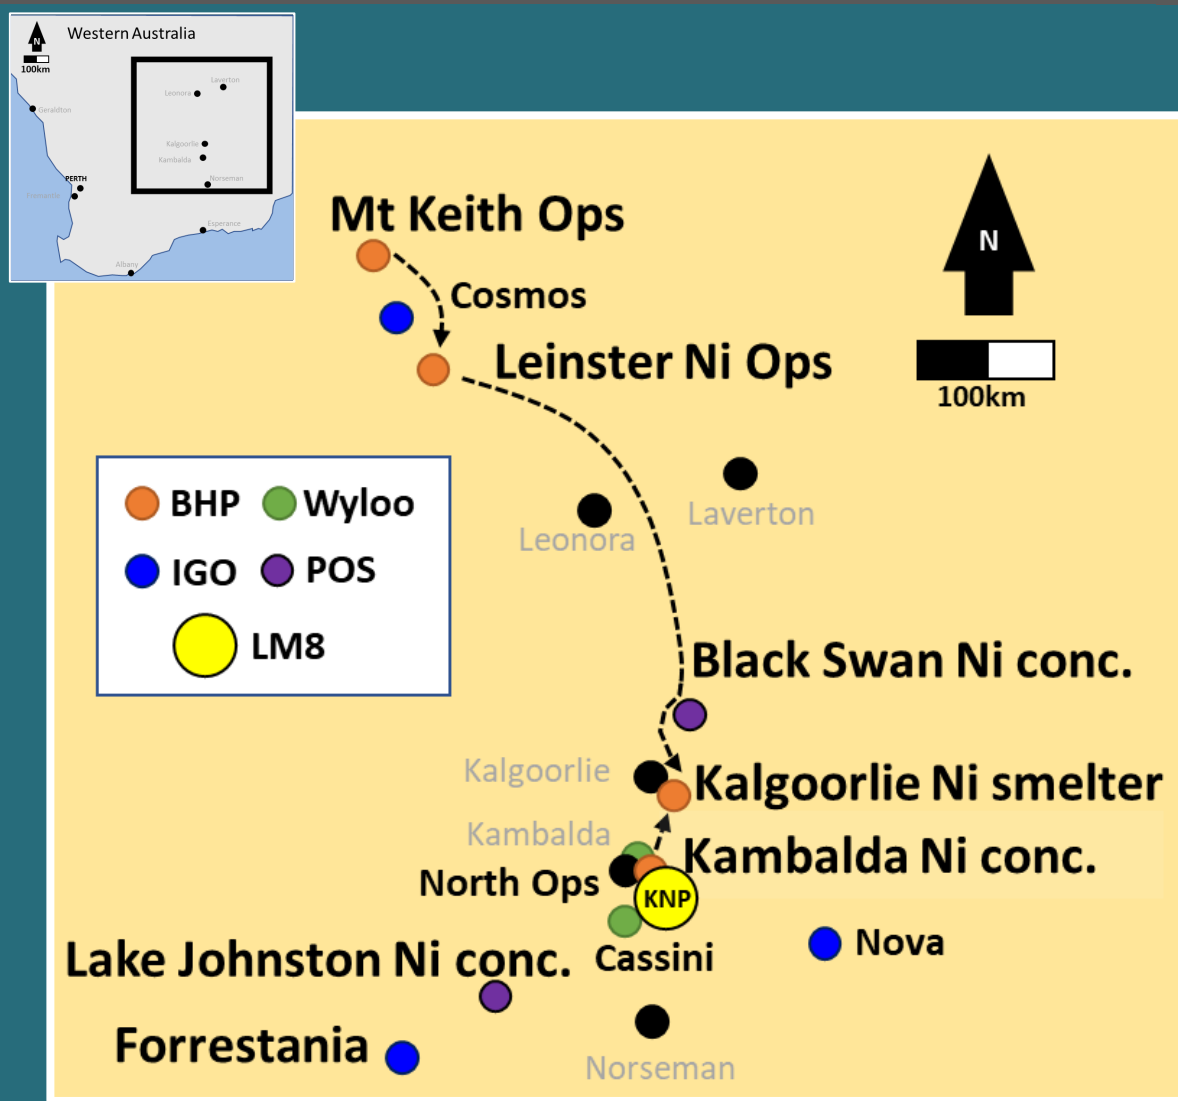 Western Australia
N
100km
Laverton
Leonora
Geraldton
Kalgoorlie
Kambalda
PERTH
Fremantle
Norseman
Esperance
Albany
Mt Keith Ops
N
Cosmos
Leinster Ni Ops
100km
BHP Wyloo
IGO POS
LM8
Laverton
Leonora
Black Swan Ni conc.
Kalgoorlie
Kalgoorlie Ni smelter
Kambalda
Kambalda Ni conc.
North Ops
KNP
Cassini
Nova
Lake Johnston Ni conc.
Forrestania
Norseman